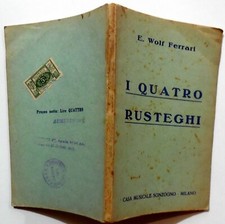 Prezzo netto Lire QUATTRO
E. Wolf Ferrari
I QUATRO
RUSTEGHI
CASA MUSICALE SONZOGNO - MILANO